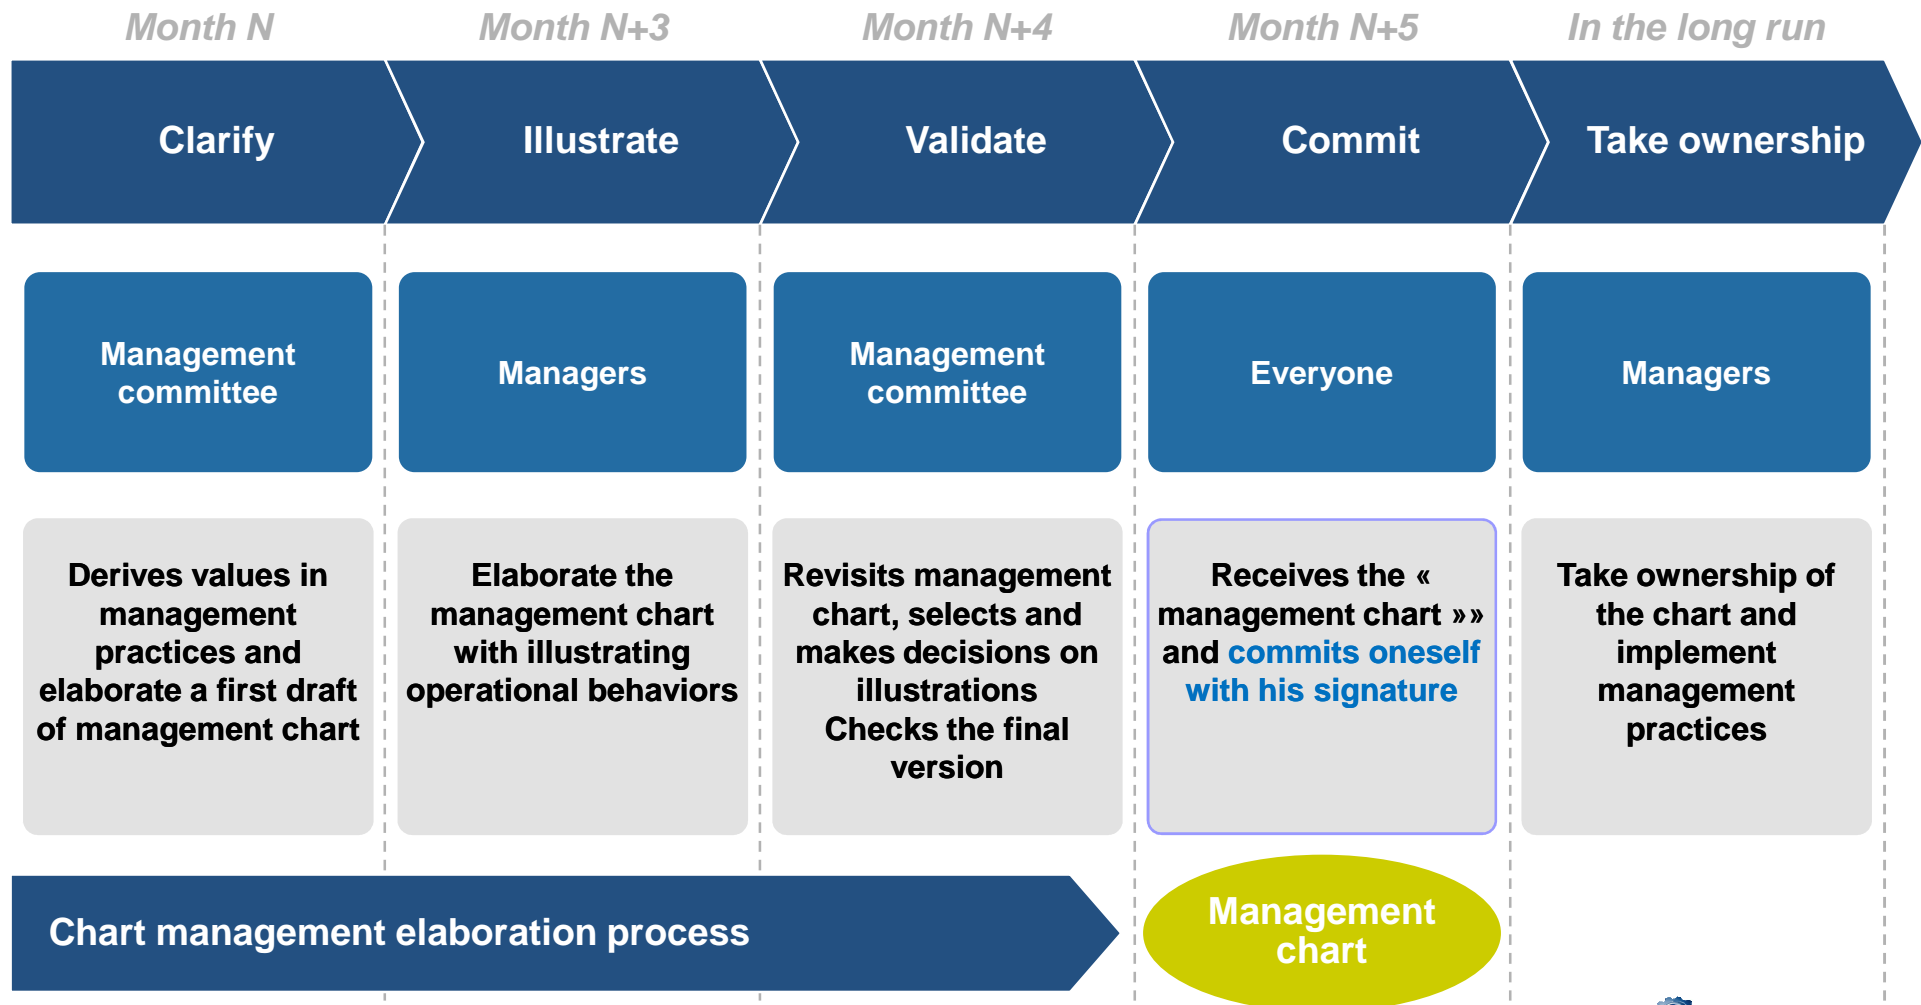 Month N
Month N+3
Month N+4
Month N+5
In the long run
Clarify
Illustrate
Validate
Commit
Take ownership
Management
committee
Managers
Management
committee
Everyone
Managers
Derives values in
management
practices and
elaborate a first draft
of management chart
Elaborate the
management chart
with illustrating
operational behaviors
Revisits management
chart, selects and
makes decisions on
illustrations
Checks the final
version
Receives the «
management chart »»
and commits oneself
with his signature
Take ownership of
the chart and
implement
management
practices
Chart management elaboration process
Management
chart